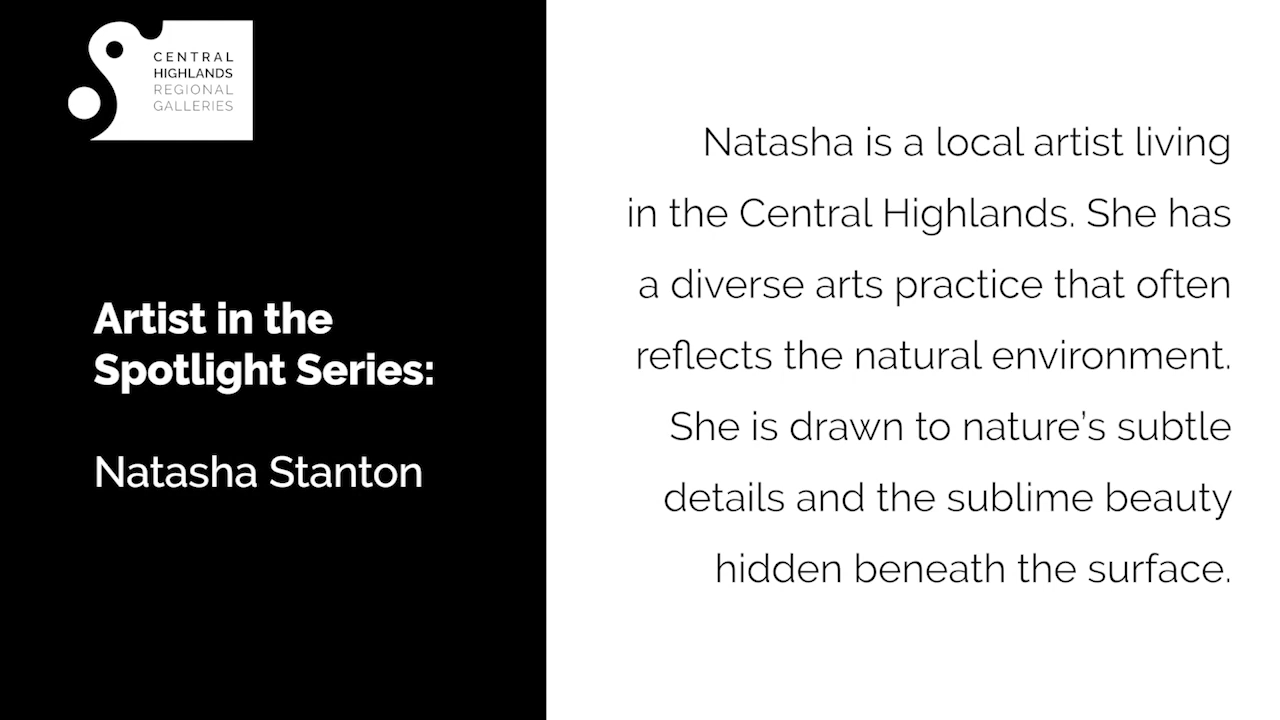 CENTRAL
HIGHLANDS
REGIONAL
GALLERIES
Artist in the
Spotlight Series:
Natasha Stanton
Natasha is a local artist living
in the Central Highlands. She has
a diverse arts practice that often
reflects the natural environment.
She is drawn to nature’s subtle
details and the sublime beauty
hidden beneath the surface.